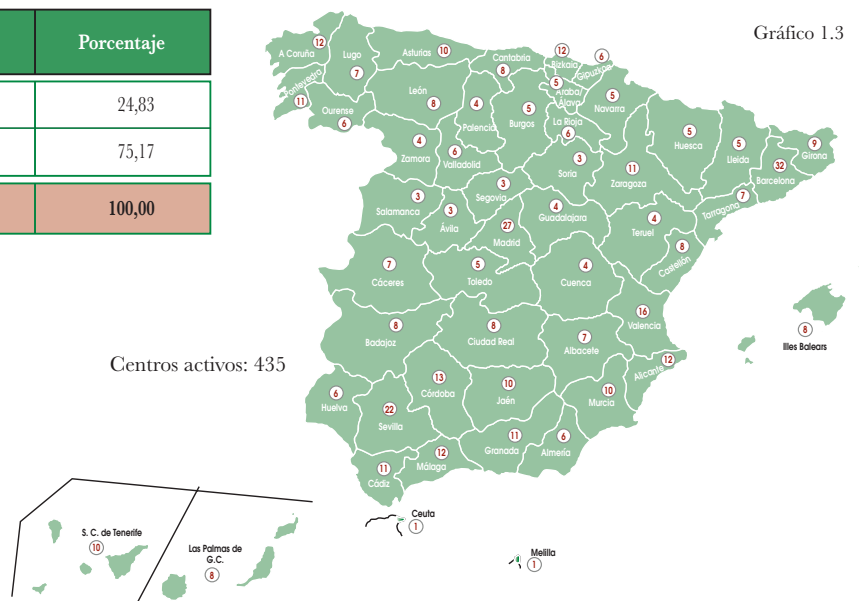 Porcentaje
24,83
75,17
100,00
Gráfico 1.3
A Coruña
12
Lugo
7
Asturias
10
Cantabria
8
Bizkaia
12
Gipuzkoa
6
Araba/
Álava
5
Navarra
5
Pontevedra
11
Ourense
6
León
8
Palencia
4
Burgos
5
La Rioja
6
Huesca
5
Lleida
5
Girona
9
Barcelona
32
Zamora
4
Valladolid
6
Soria
3
Zaragoza
11
Tarragona
7
Segovia
3
Salamanca
3
Ávila
3
Madrid
27
Guadalajara
4
Teruel
4
Castellón
8
Cáceres
7
Toledo
5
Cuenca
4
Valencia
16
Illes Balears
8
Badajoz
8
Ciudad Real
8
Albacete
7
Alicante
12
Centros activos: 435
Huelva
6
Sevilla
22
Córdoba
13
Jaén
10
Murcia
10
Cádiz
11
Málaga
12
Granada
11
Almería
6
Ceuta
1
Melilla
1
S. C. de Tenerife
10
Las Palmas de
G.C.
8